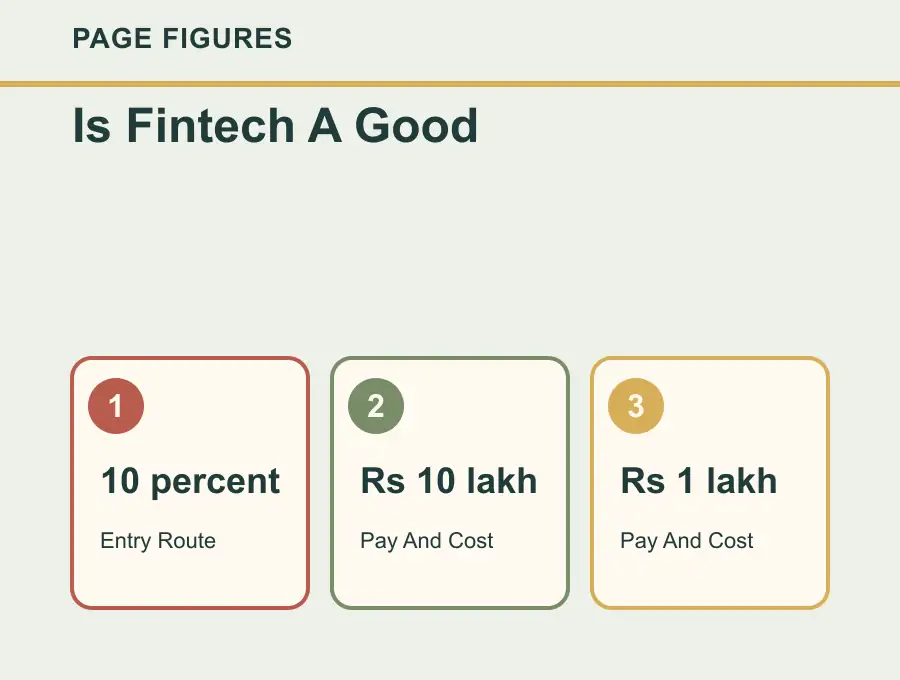 PAGE FIGURES
Is Fintech A Good
1
10 percent
Entry Route
2
Rs 10 lakh
Pay And Cost
3
Rs 1 lakh
Pay And Cost